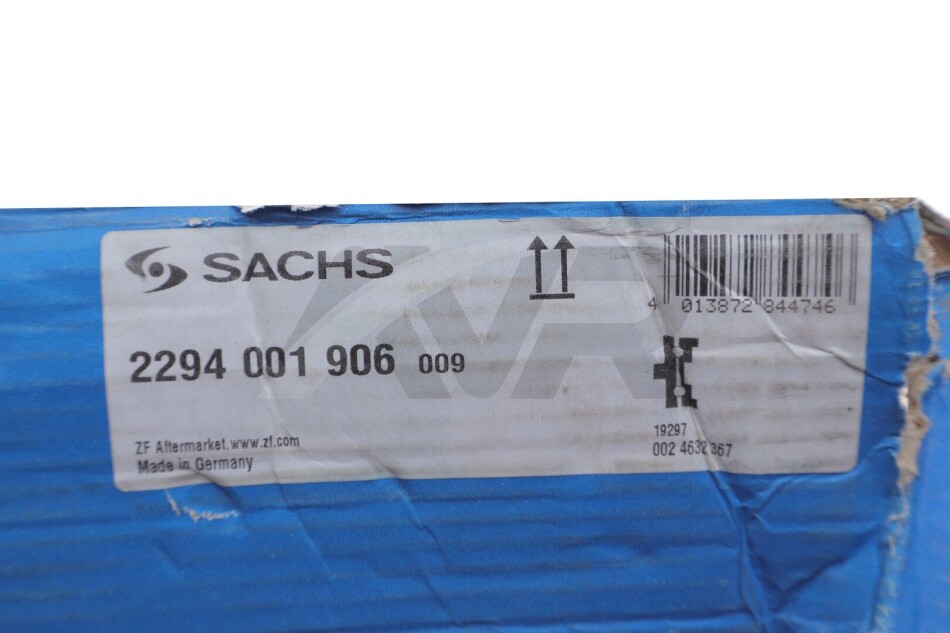 SACHS
4 013872 844746
2294 001 906 009
AVR
ZF Aftermarket.www.zf.com
Made in Germany
19297
002 4632 367